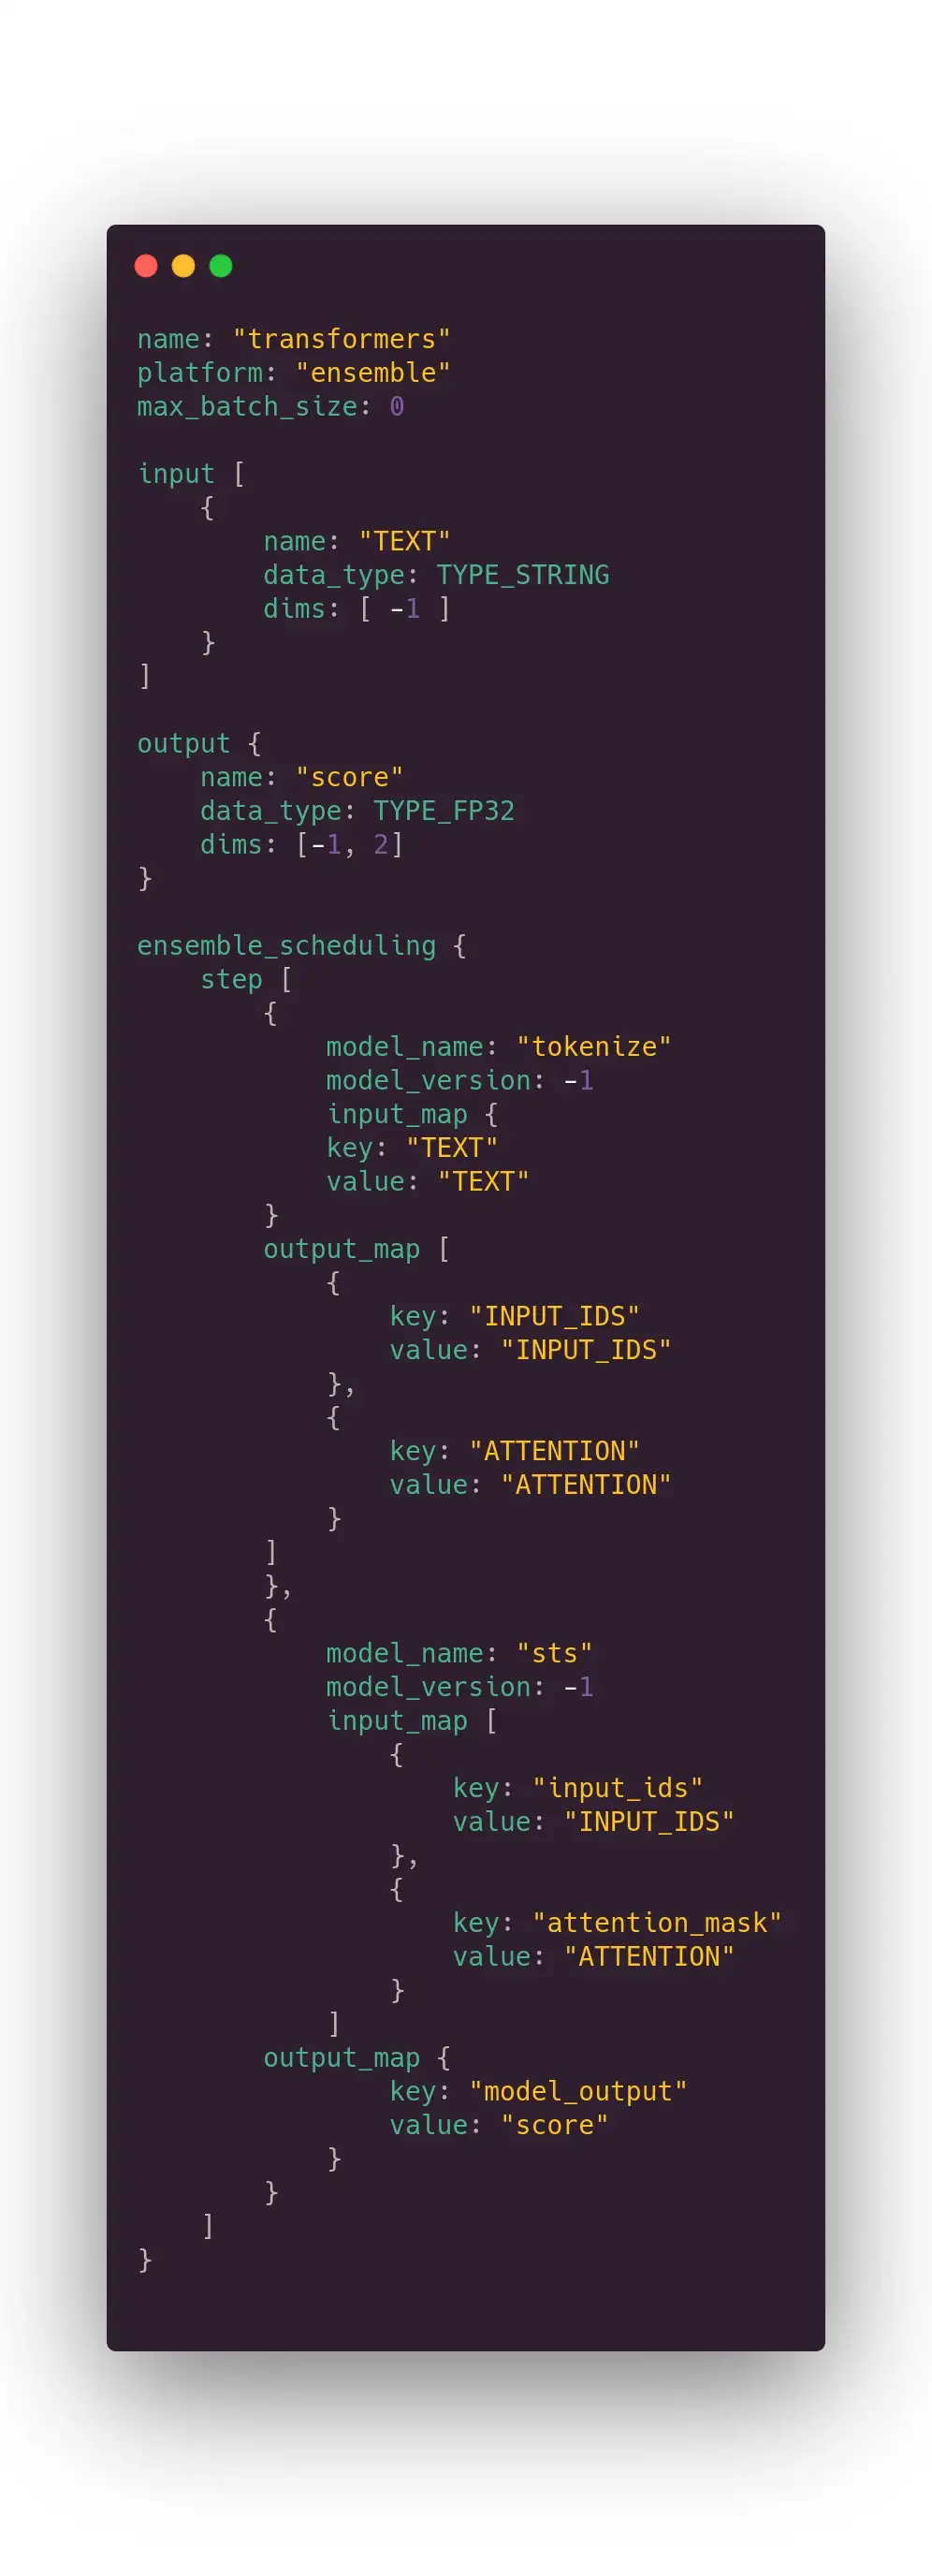 name: "transformers"
platform: "ensemble"
max_batch_size: 0

input [
    {
        name: "TEXT"
        data_type: TYPE_STRING
        dims: [ -1 ]
    }
]

output {
    name: "score"
    data_type: TYPE_FP32
    dims: [-1, 2]
}

ensemble_scheduling {
    step [
        {
            model_name: "tokenize"
            model_version: -1
            input_map {
            key: "TEXT"
            value: "TEXT"
        }
        output_map [
            {
                key: "INPUT_IDS"
                value: "INPUT_IDS"
            },
            {
                key: "ATTENTION"
                value: "ATTENTION"
            }
        ]
        },
        {
            model_name: "sts"
            model_version: -1
            input_map [
                {
                    key: "input_ids"
                    value: "INPUT_IDS"
                },
                {
                    key: "attention_mask"
                    value: "ATTENTION"
                }
            ]
        output_map {
                key: "model_output"
                value: "score"
            }
        }
    ]
}